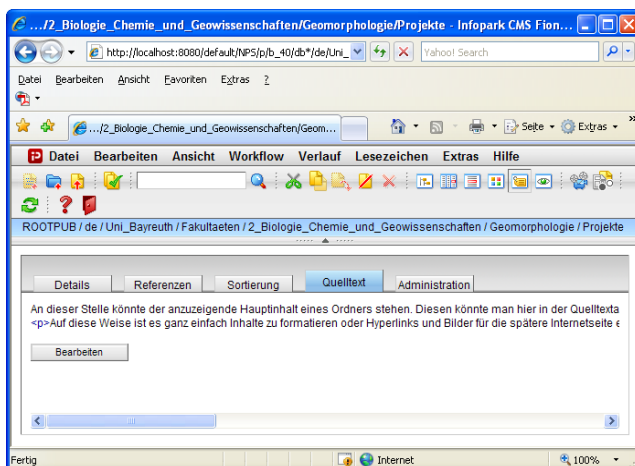 .../2_Biologie_Chemie_und_Geowissenschaften/Geomorphologie/Projekte - Infopark CMS Fion...
http://localhost:8080/default/NPS/p/b_40/db*/de/Uni_
Yahoo! Search
Datei Bearbeiten Ansicht Favoriten Extras ?
.../2_Biologie_Chemie_und_Geowissenschaften/Geom...
Seite Extras »
Datei Bearbeiten Ansicht Workflow Verlauf Lesezeichen Extras Hilfe
ROOTPUB / de / Uni_Bayreuth / Fakultaeten / 2_Biologie_Chemie_und_Geowissenschaften / Geomorphologie / Projekte
Details Referenzen Sortierung Quelltext Administration
An dieser Stelle könnte der anzuzeigende Hauptinhalt eines Ordners stehen. Diesen könnte man hier in der Quelltexta
<p>Auf diese Weise ist es ganz einfach Inhalte zu formatieren oder Hyperlinks und Bilder für die spätere Internetseite e
Bearbeiten
Fertig Internet 100%